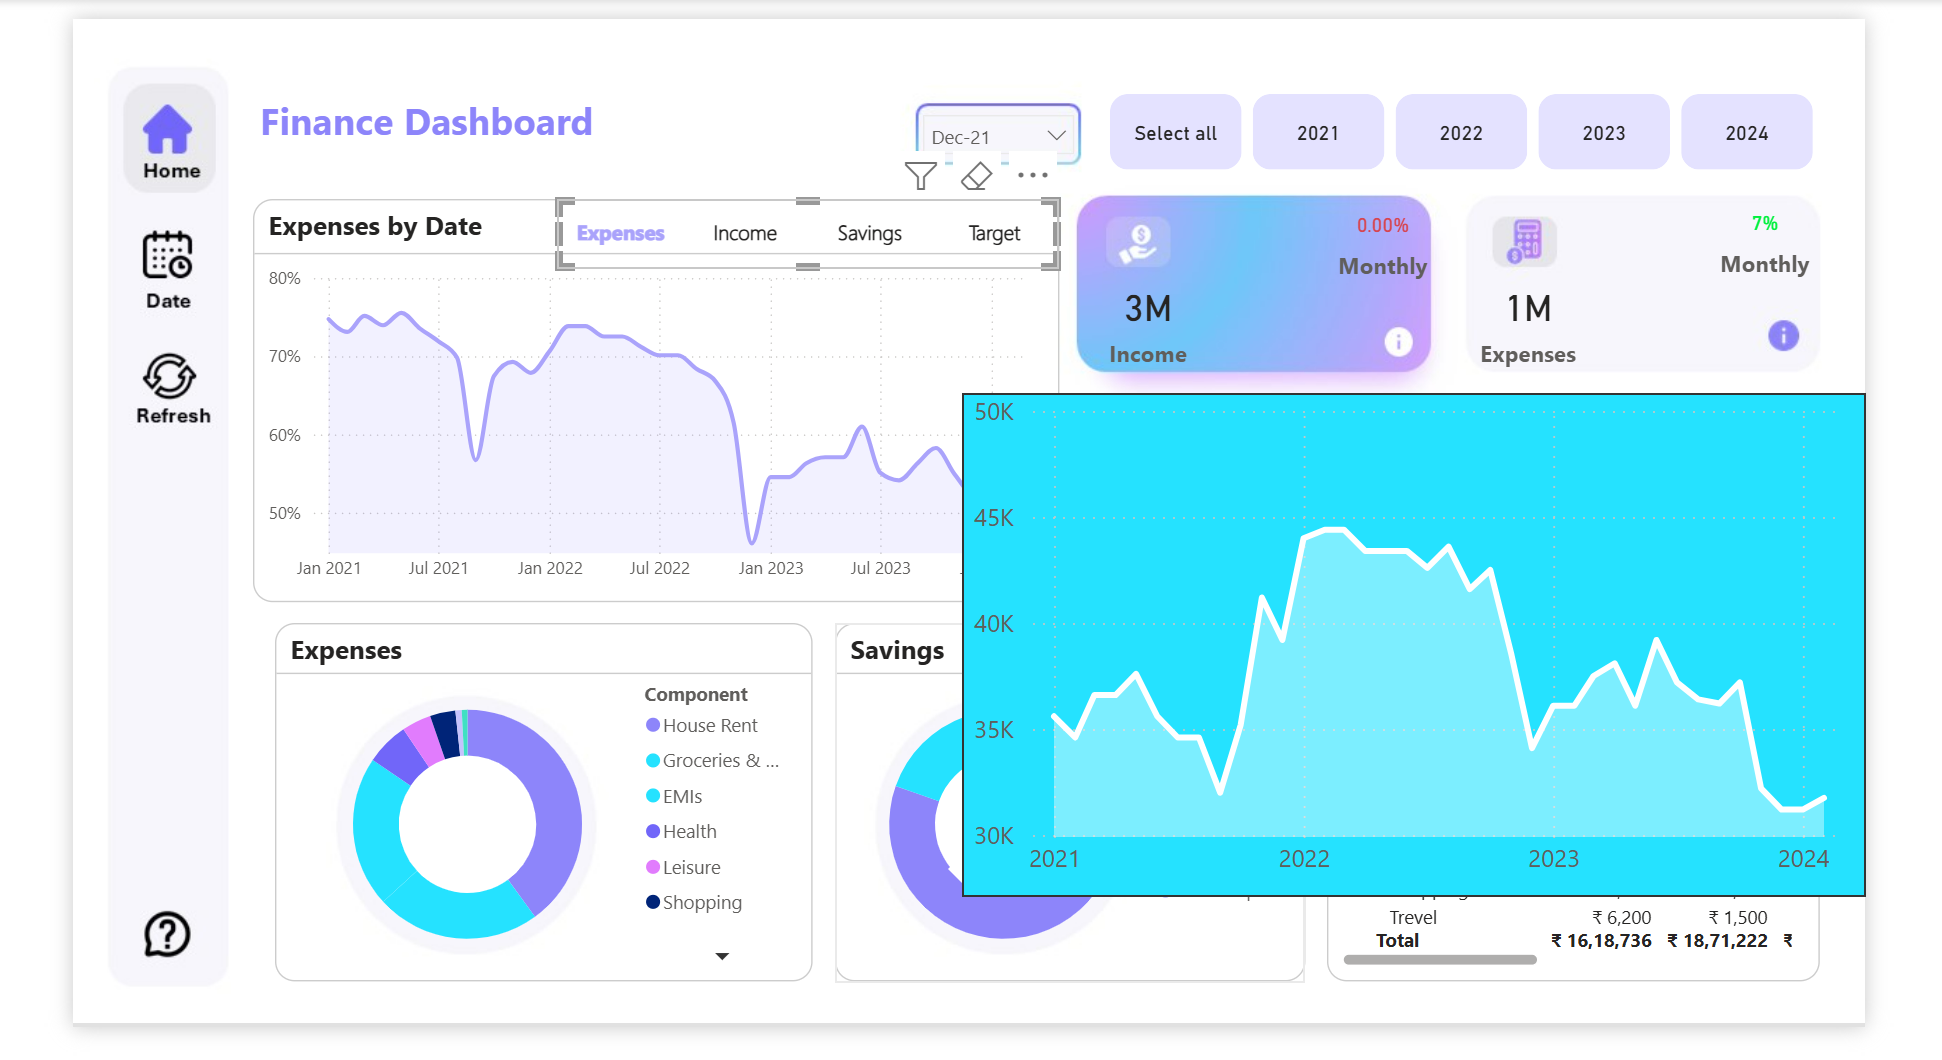 Home
Date
Refresh
Finance Dashboard
Dec-21
Select all
2021
2022
2023
2024
Expenses by Date
Expenses
Income
Savings
Target
80%
70%
60%
50%
Jan 2021
Jul 2021
Jan 2022
Jul 2022
Jan 2023
Jul 2023
0.00%
Monthly
3M
Income
7%
Monthly
1M
Expenses
50K
45K
40K
35K
30K
2021
2022
2023
2024
Expenses
Component
House Rent
Groceries & ...
EMIs
Health
Leisure
Shopping
Savings
Trevel ₹ 6,200 ₹ 1,500
Total ₹ 16,18,736 ₹ 18,71,222 ₹